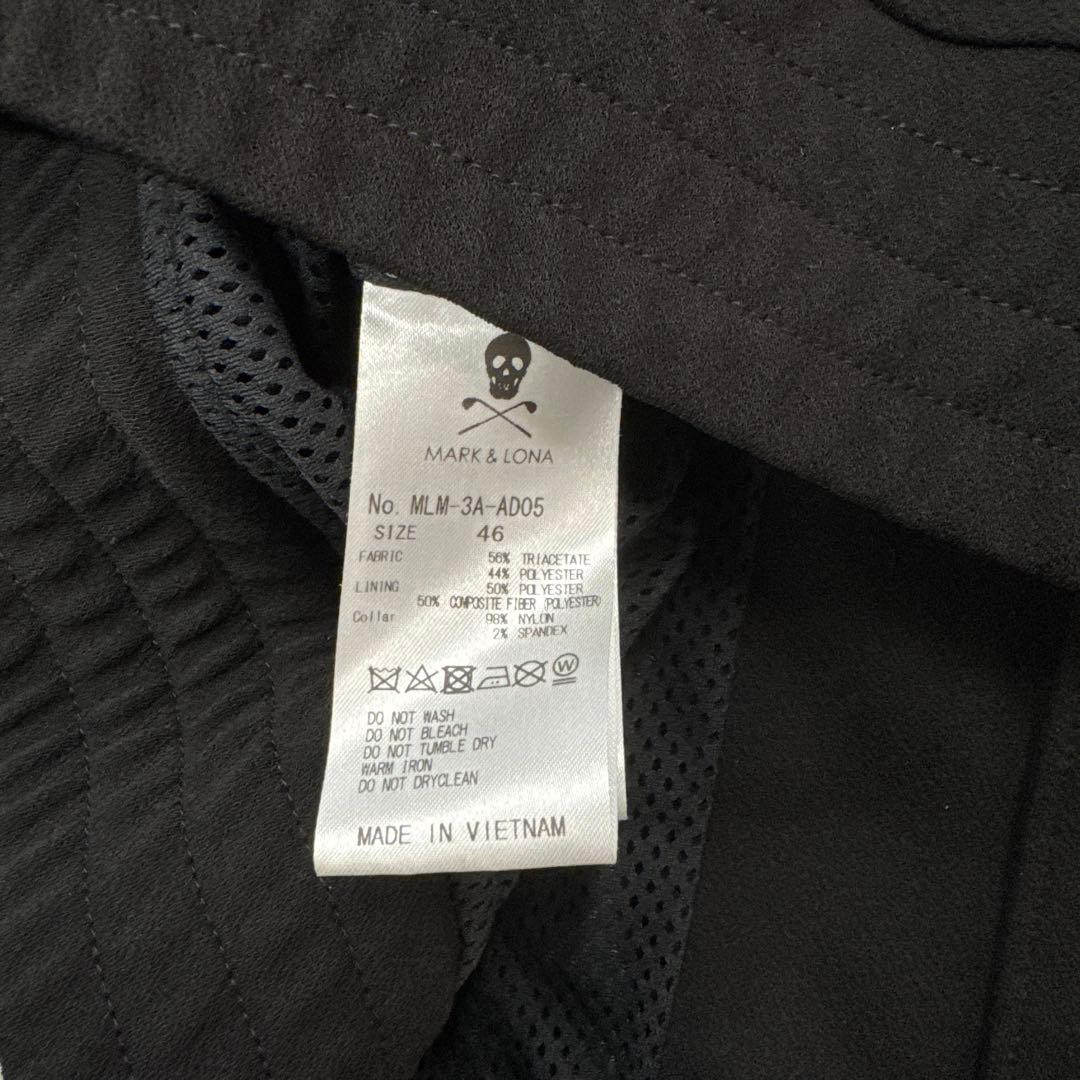 MARK & LONA
No. MLM-3A-AD05
SIZE 46
FABRIC 56% TRIACETATE
44% POLYESTER
LINING 50% POLYESTER
50% COMPOSITE FIBER (POLYESTER)
Collar 98% NYLON
2% SPANDEX
W
DO NOT WASH
DO NOT BLEACH
DO NOT TUMBLE DRY
WARM IRON
DO NOT DRYCLEAN
MADE IN VIETNAM